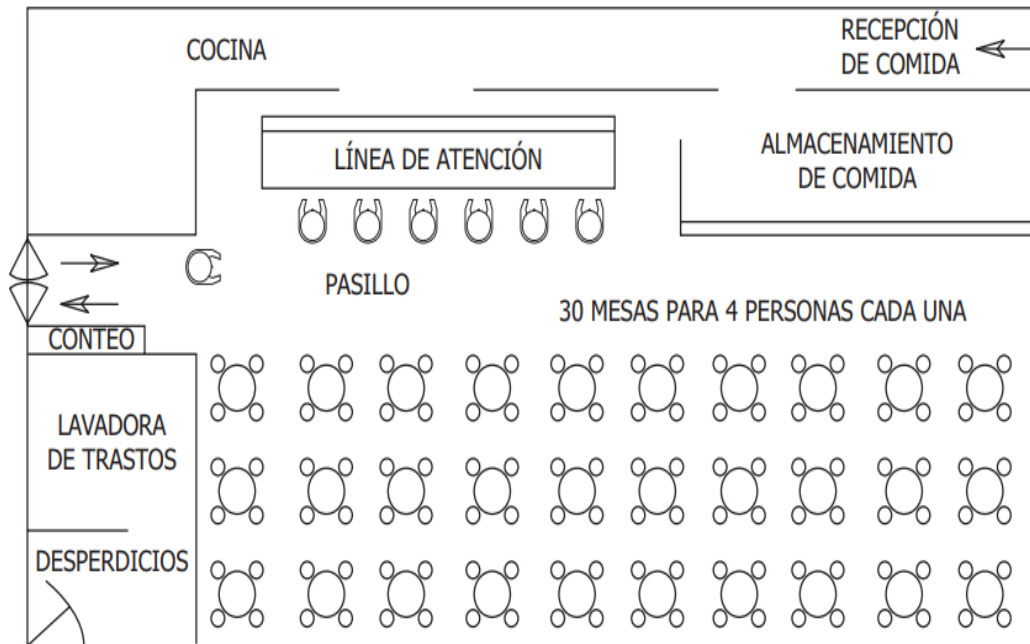 COCINA
RECEPCIÓN
DE COMIDA
LÍNEA DE ATENCIÓN
ALMACENAMIENTO
DE COMIDA
PASILLO
30 MESAS PARA 4 PERSONAS CADA UNA
CONTEO
LAVADORA
DE TRASTOS
DESPERDICIOS